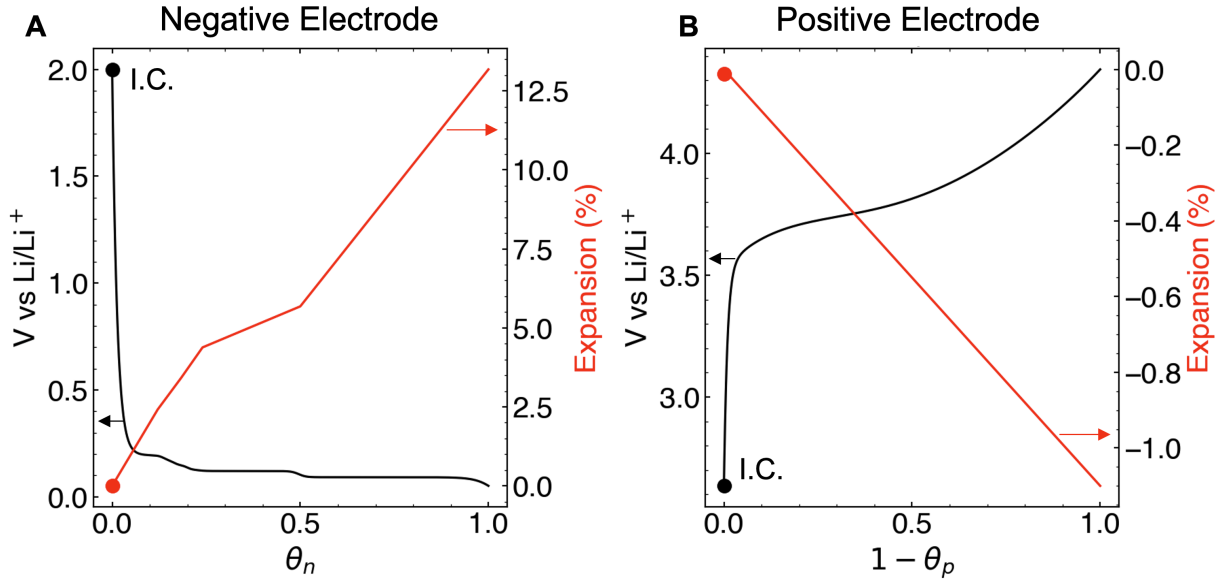 A
Negative Electrode
2.0
1.5
1.0
0.5
0.0
V vs Li/Li⁺
I.C.
12.5
10.0
7.5
5.0
2.5
0.0
Expansion (%)
0.0
0.5
1.0
θₙ
B
Positive Electrode
4.0
3.5
3.0
V vs Li/Li⁺
I.C.
0.0
−0.2
−0.4
−0.6
−0.8
−1.0
Expansion (%)
0.0
0.5
1.0
1 − θₚ